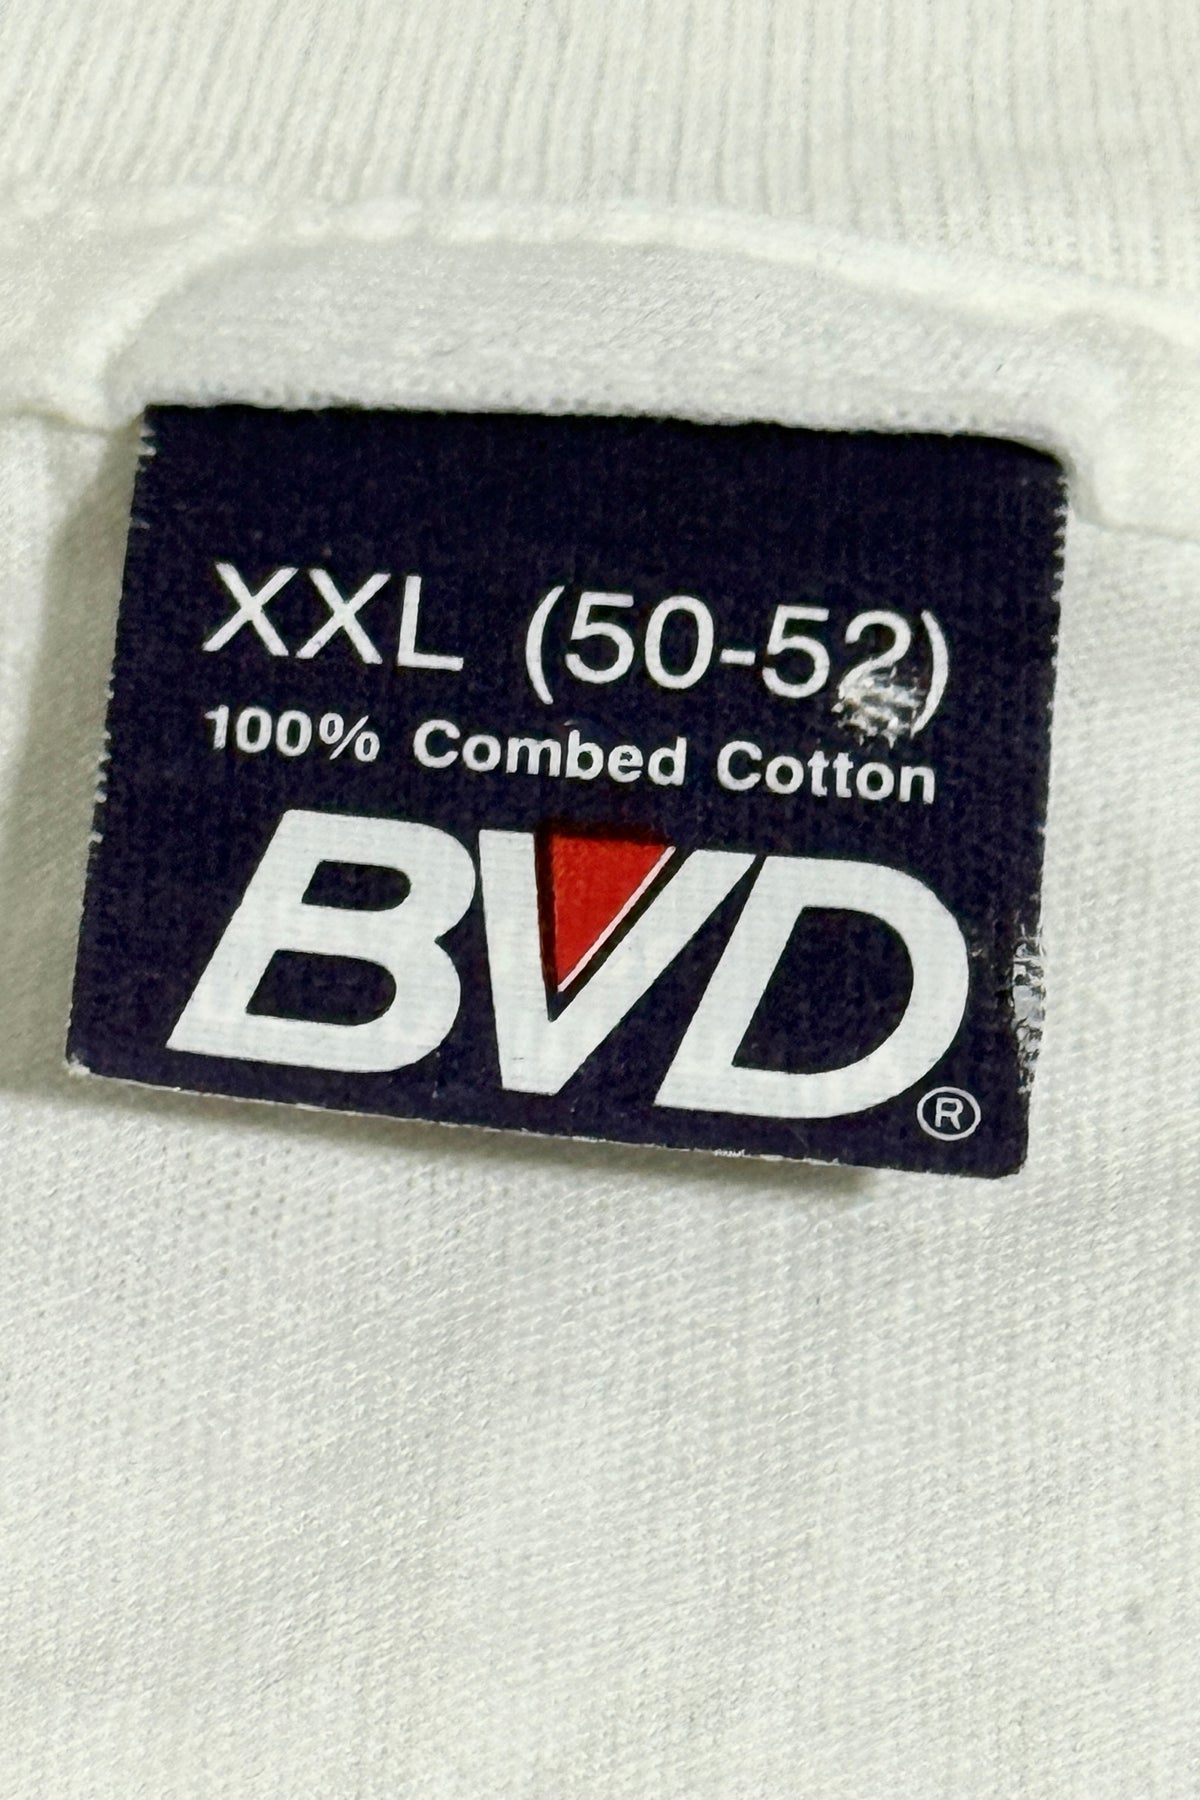 XXL (50-52)
100% Combed Cotton
BVD®